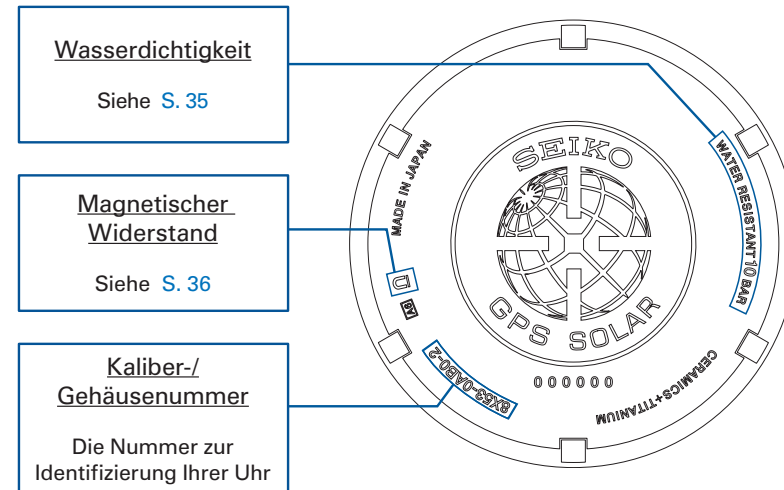 Wasserdichtigkeit
Siehe S. 35
Magnetischer
Widerstand
Siehe S. 36
Kaliber-/
Gehäusenummer
Die Nummer zur
Identifizierung Ihrer Uhr
SEIKO
GPS SOLAR
MADE IN JAPAN
WATER RESISTANT 10 BAR
8X53-0AB0-2
000000
CERAMICS+TITANIUM